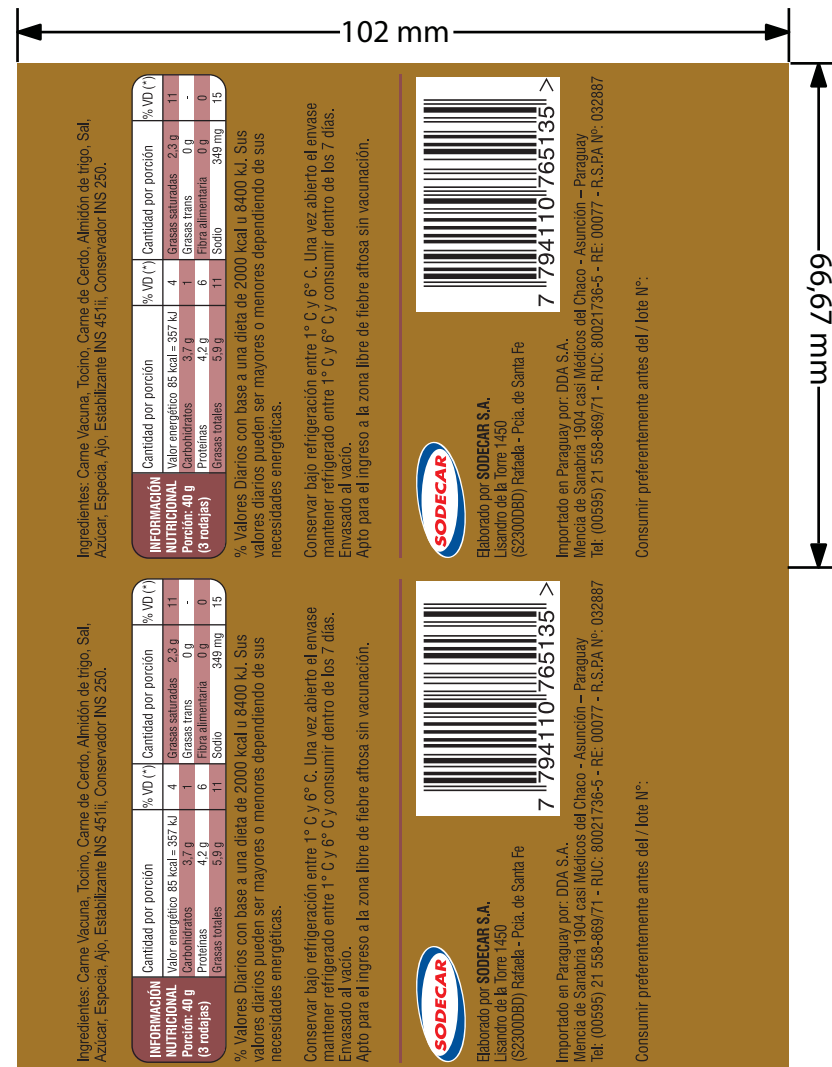 102 mm
66,67 mm
Ingredientes: Carne Vacuna, Tocino, Carne de Cerdo, Almidón de trigo, Sal,
Azúcar, Especia, Ajo, Estabilizante INS 451ii, Conservador INS 250.
INFORMACIÓN
NUTRICIONAL
Porción: 40 g
(3 rodajas)
Cantidad por porción % VD (*) Cantidad por porción % VD (*)
Valor energético 85 kcal = 357 kJ 4 Grasas saturadas 2,3 g 11
Carbohidratos 3,7 g 1 Grasas trans 0 g -
Proteínas 4,2 g 6 Fibra alimentaria 0 g 0
Grasas totales 5,9 g 11 Sodio 349 mg 15
% Valores Diarios con base a una dieta de 2000 kcal u 8400 kJ. Sus
valores diarios pueden ser mayores o menores dependiendo de sus
necesidades energéticas.
Conservar bajo refrigeración entre 1° C y 6° C. Una vez abierto el envase
mantener refrigerado entre 1° C y 6° C y consumir dentro de los 7 días.
Envasado al vacío.
Apto para el ingreso a la zona libre de fiebre aftosa sin vacunación.
SODECAR
7 794110 765135 >
Elaborado por SODECAR S.A.
Lisandro de la Torre 1450
(S2300DBD) Rafaela - Pcia. de Santa Fe
Importado en Paraguay por: DDA S.A.
Mencia de Sanabria 1904 casi Médicos del Chaco - Asunción – Paraguay
Tel: (00595) 21 558-869/71 - RUC: 80021736-5 - RE: 00077 - R.S.P.A Nº: 032887
Consumir preferentemente antes del / lote N°:
Ingredientes: Carne Vacuna, Tocino, Carne de Cerdo, Almidón de trigo, Sal,
Azúcar, Especia, Ajo, Estabilizante INS 451ii, Conservador INS 250.
INFORMACIÓN
NUTRICIONAL
Porción: 40 g
(3 rodajas)
Cantidad por porción % VD (*) Cantidad por porción % VD (*)
Valor energético 85 kcal = 357 kJ 4 Grasas saturadas 2,3 g 11
Carbohidratos 3,7 g 1 Grasas trans 0 g -
Proteínas 4,2 g 6 Fibra alimentaria 0 g 0
Grasas totales 5,9 g 11 Sodio 349 mg 15
% Valores Diarios con base a una dieta de 2000 kcal u 8400 kJ. Sus
valores diarios pueden ser mayores o menores dependiendo de sus
necesidades energéticas.
Conservar bajo refrigeración entre 1° C y 6° C. Una vez abierto el envase
mantener refrigerado entre 1° C y 6° C y consumir dentro de los 7 días.
Envasado al vacío.
Apto para el ingreso a la zona libre de fiebre aftosa sin vacunación.
SODECAR
7 794110 765135 >
Elaborado por SODECAR S.A.
Lisandro de la Torre 1450
(S2300DBD) Rafaela - Pcia. de Santa Fe
Importado en Paraguay por: DDA S.A.
Mencia de Sanabria 1904 casi Médicos del Chaco - Asunción – Paraguay
Tel: (00595) 21 558-869/71 - RUC: 80021736-5 - RE: 00077 - R.S.P.A Nº: 032887
Consumir preferentemente antes del / lote N°: